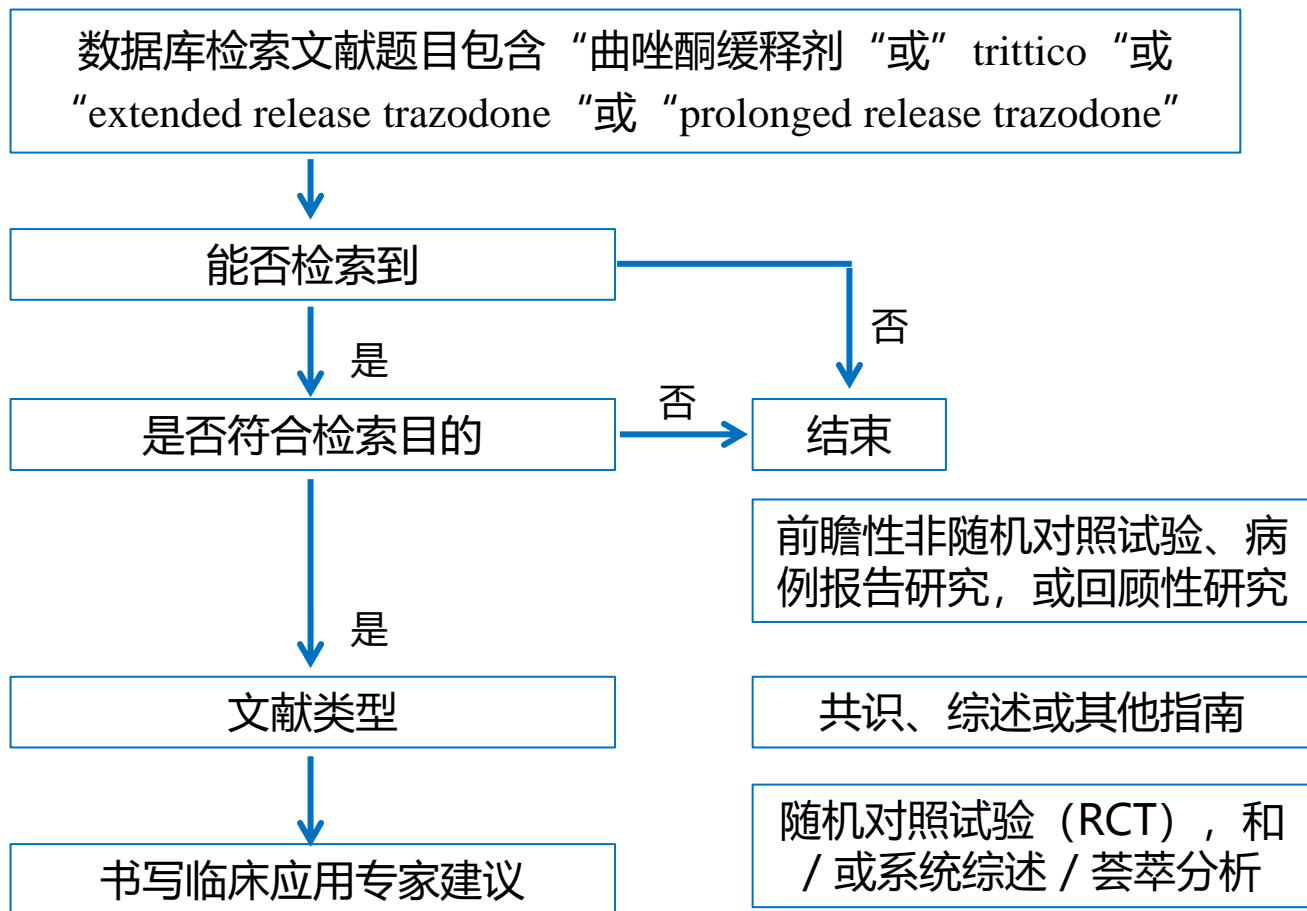 数据库检索文献题目包含“曲唑酮缓释剂“或”trittico“或
“extended release trazodone“或“prolonged release trazodone”
能否检索到
是
否
是否符合检索目的
否
结束
前瞻性非随机对照试验、病
例报告研究，或回顾性研究
是
文献类型
共识、综述或其他指南
随机对照试验（RCT），和
/ 或系统综述 / 荟萃分析
书写临床应用专家建议